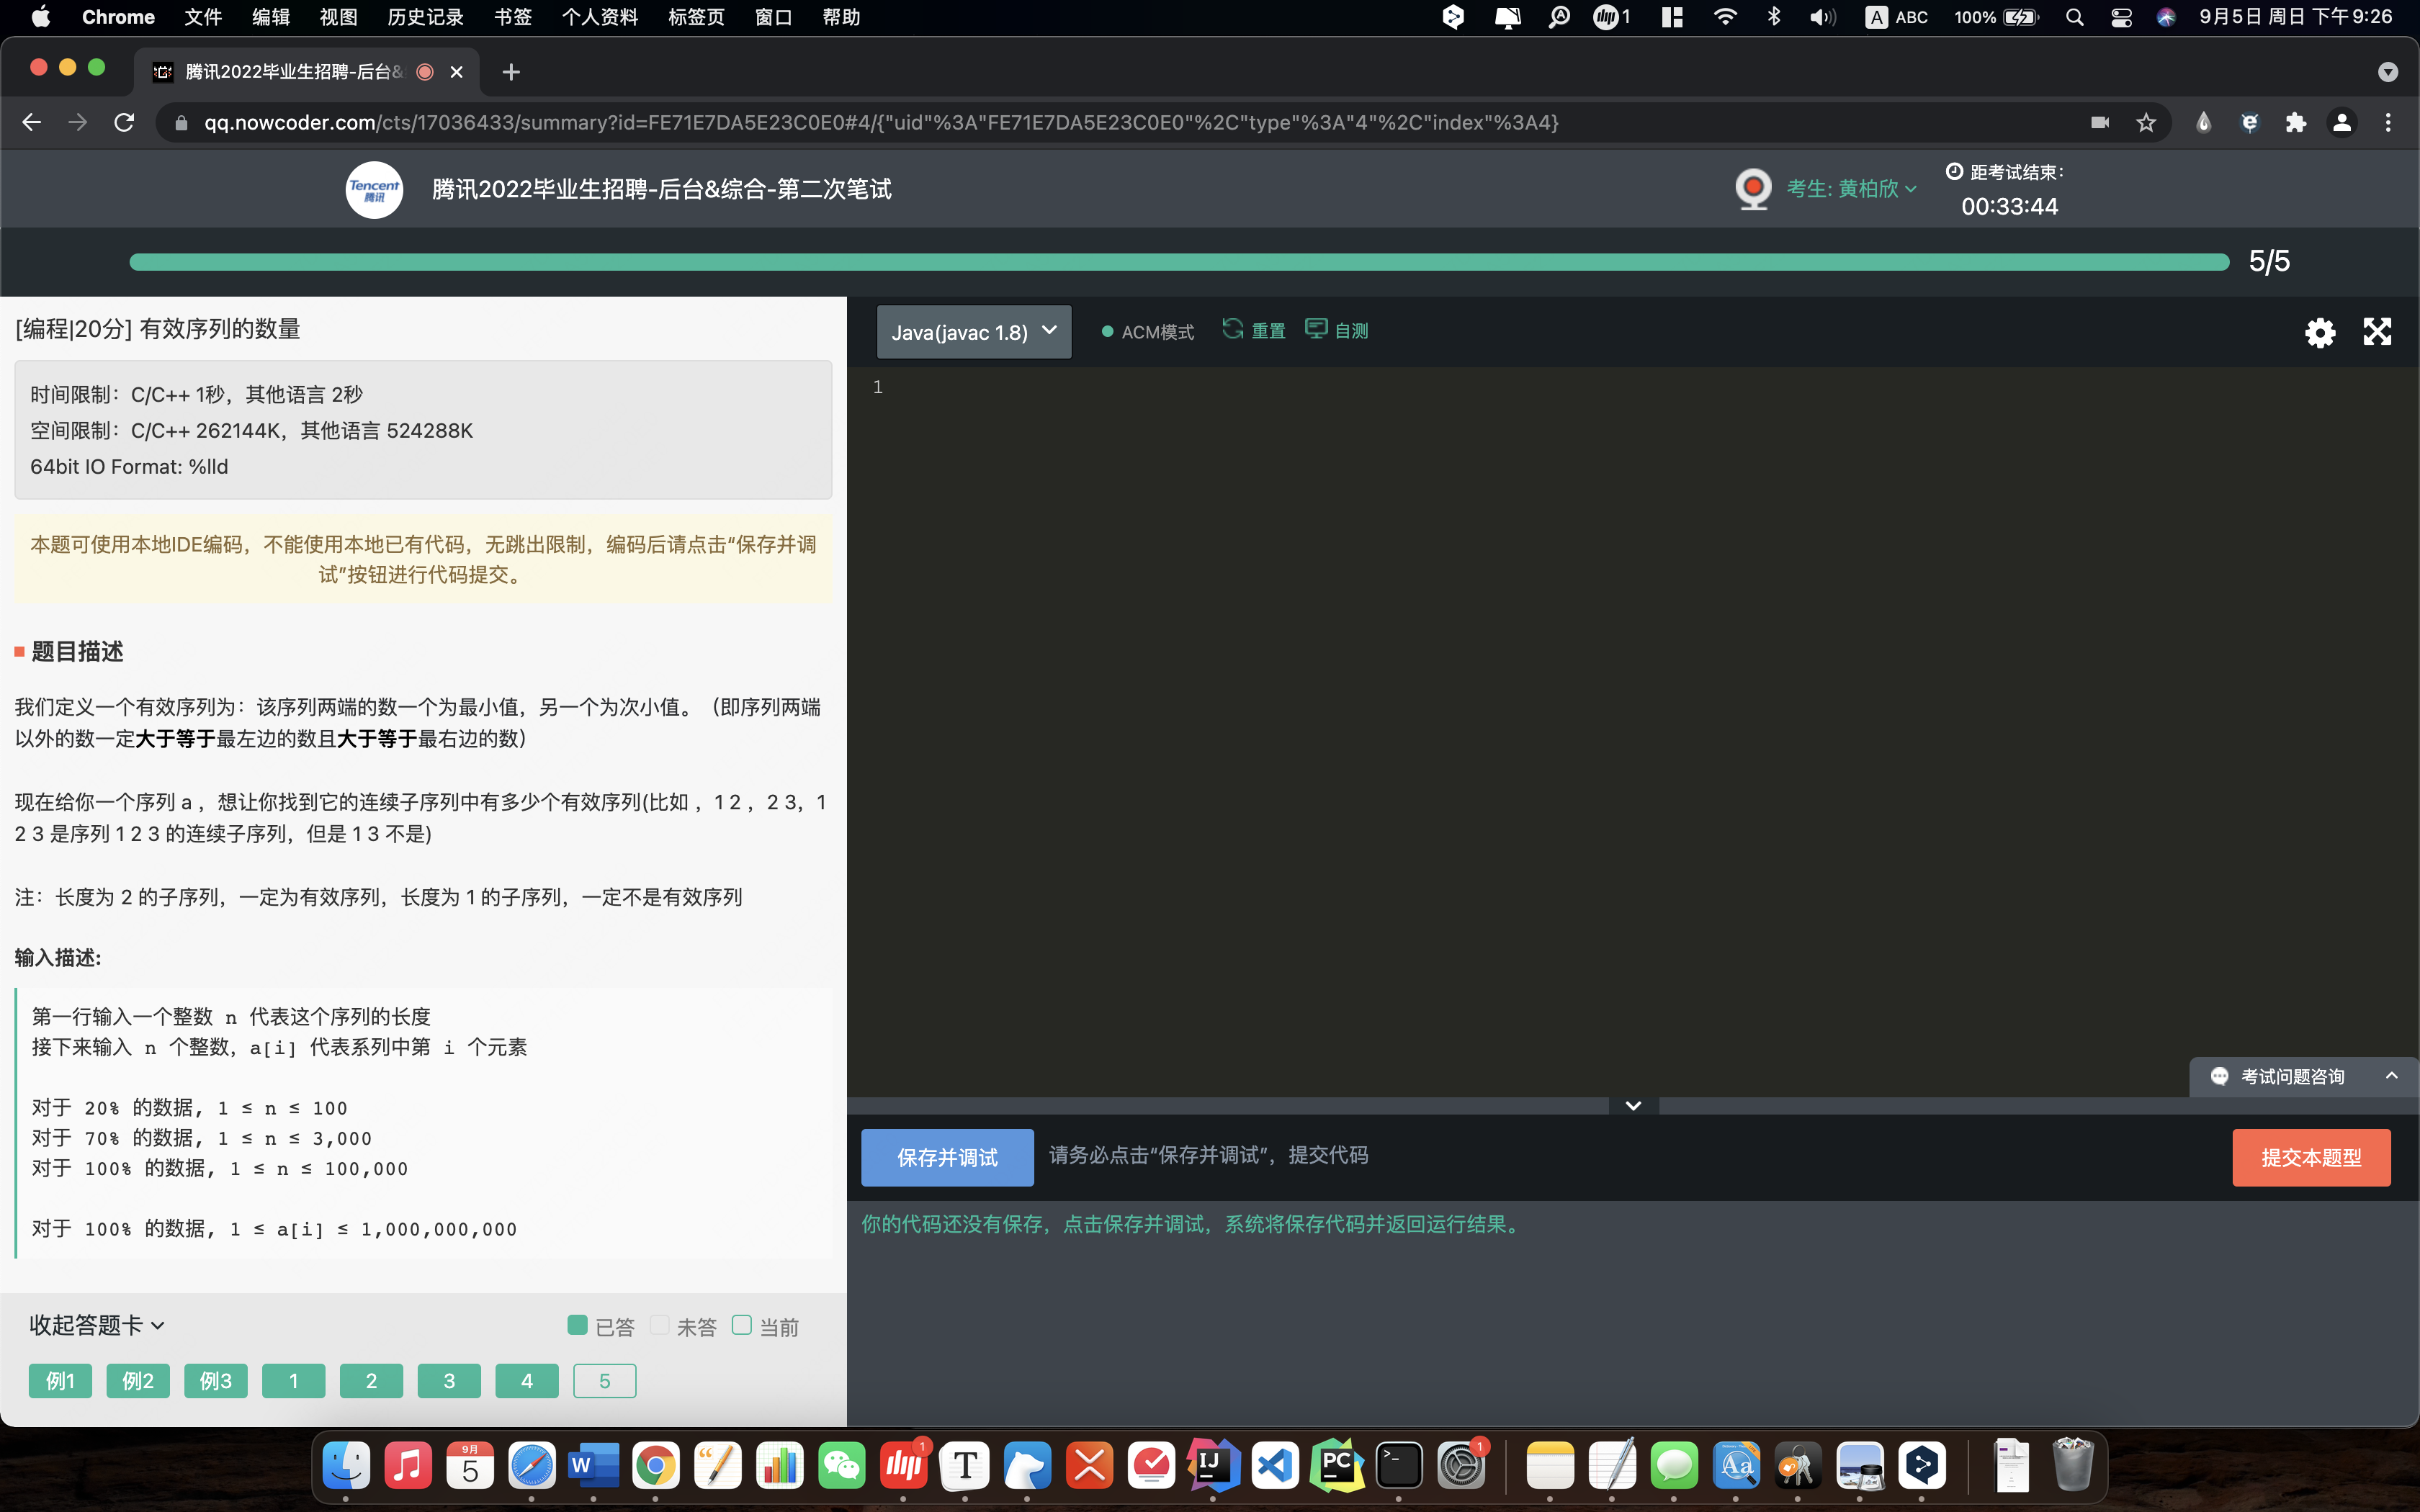 Chrome 文件 编辑 视图 历史记录 书签 个人资料 标签页 窗口 帮助 1 A ABC 100% 9月5日 周日 下午9:26
腾讯2022毕业生招聘-后台&
qq.nowcoder.com/cts/17036433/summary?id=FE71E7DA5E23C0E0#4/{"uid"%3A"FE71E7DA5E23C0E0"%2C"type"%3A"4"%2C"index"%3A4}
Tencent
腾讯
腾讯2022毕业生招聘-后台&综合-第二次笔试
考生: 黄柏欣
距考试结束:
00:33:44
5/5
[编程|20分] 有效序列的数量
时间限制：C/C++ 1秒，其他语言 2秒
空间限制：C/C++ 262144K，其他语言 524288K
64bit IO Format: %lld
本题可使用本地IDE编码，不能使用本地已有代码，无跳出限制，编码后请点击“保存并调
试”按钮进行代码提交。
题目描述
我们定义一个有效序列为：该序列两端的数一个为最小值，另一个为次小值。（即序列两端
以外的数一定大于等于最左边的数且大于等于最右边的数）
现在给你一个序列 a ，想让你找到它的连续子序列中有多少个有效序列(比如 ，1 2 ，2 3，1
2 3 是序列 1 2 3 的连续子序列，但是 1 3 不是)
注：长度为 2 的子序列，一定为有效序列，长度为 1 的子序列，一定不是有效序列
输入描述:
第一行输入一个整数 n 代表这个序列的长度
接下来输入 n 个整数，a[i] 代表系列中第 i 个元素
对于 20% 的数据, 1 ≤ n ≤ 100
对于 70% 的数据, 1 ≤ n ≤ 3,000
对于 100% 的数据, 1 ≤ n ≤ 100,000
对于 100% 的数据, 1 ≤ a[i] ≤ 1,000,000,000
收起答题卡
已答 未答 当前
例1 例2 例3 1 2 3 4 5
Java(javac 1.8) ACM模式 重置 自测
1
考试问题咨询
保存并调试 请务必点击“保存并调试”，提交代码 提交本题型
你的代码还没有保存，点击保存并调试，系统将保存代码并返回运行结果。
9月
5
W
1
T
IJ
PC
>_
1
Aa